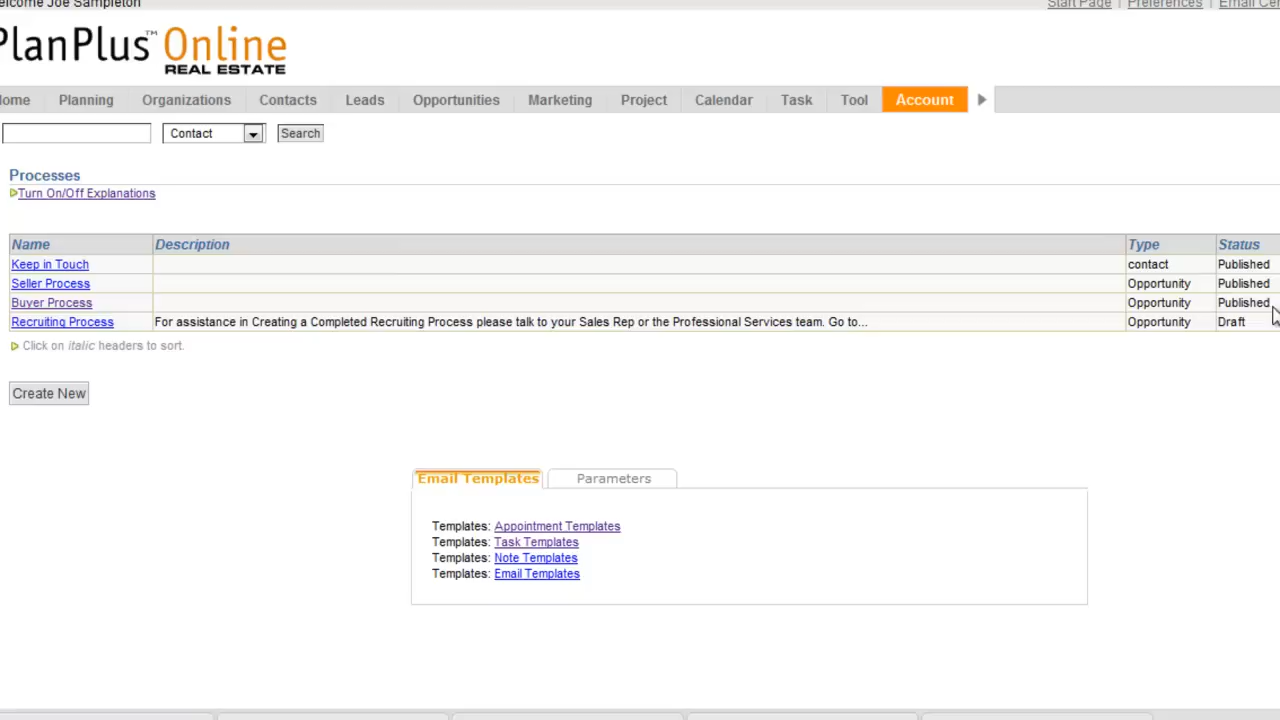 elcome Joe Sampleton
Start Page | Preferences | Email Cen
PlanPlus™ Online
REAL ESTATE
ome Planning Organizations Contacts Leads Opportunities Marketing Project Calendar Task Tool Account
Contact Search
Processes
Turn On/Off Explanations
Name Description Type Status
Keep in Touch contact Published
Seller Process Opportunity Published
Buyer Process Opportunity Published
Recruiting Process For assistance in Creating a Completed Recruiting Process please talk to your Sales Rep or the Professional Services team. Go to... Opportunity Draft
Click on italic headers to sort.
Create New
Email Templates Parameters
Templates: Appointment Templates
Templates: Task Templates
Templates: Note Templates
Templates: Email Templates